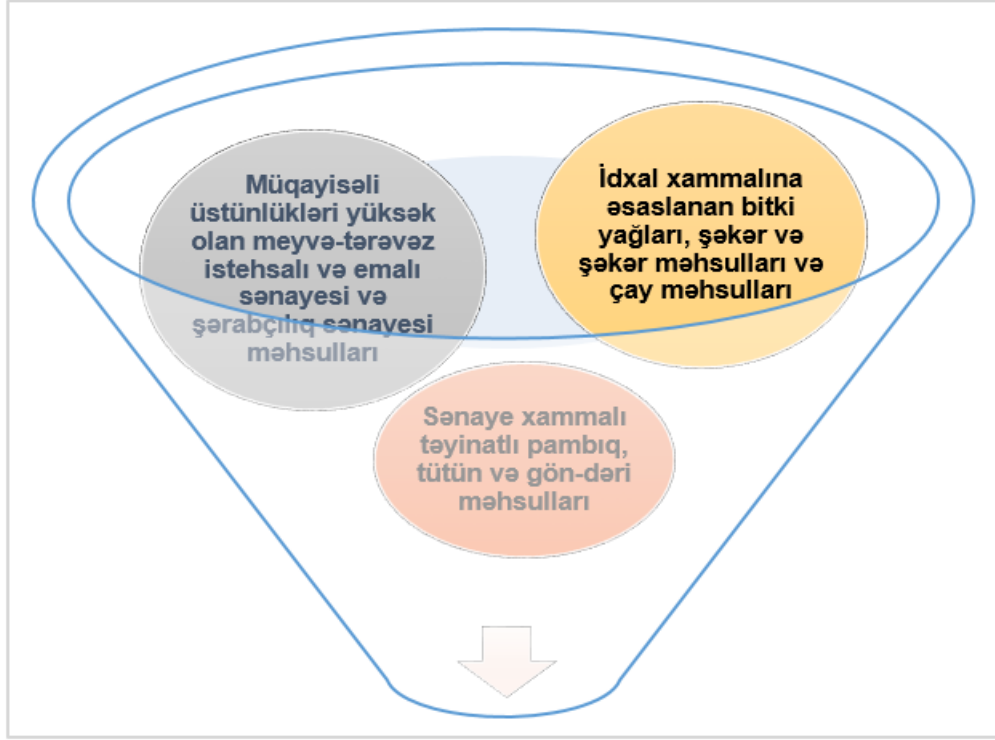 Müqayisəli
üstünlükləri yüksək
olan meyvə-tərəvəz
istehsalı və emalı
sənayesi və
şərabçılıq sənayesi
məhsulları
İdxal xammalına
əsaslanan bitki
yağları, şəkər və
şəkər məhsulları və
çay məhsulları
Sənaye xammalı
təyinatlı pambıq,
tütün və gön-dəri
məhsulları